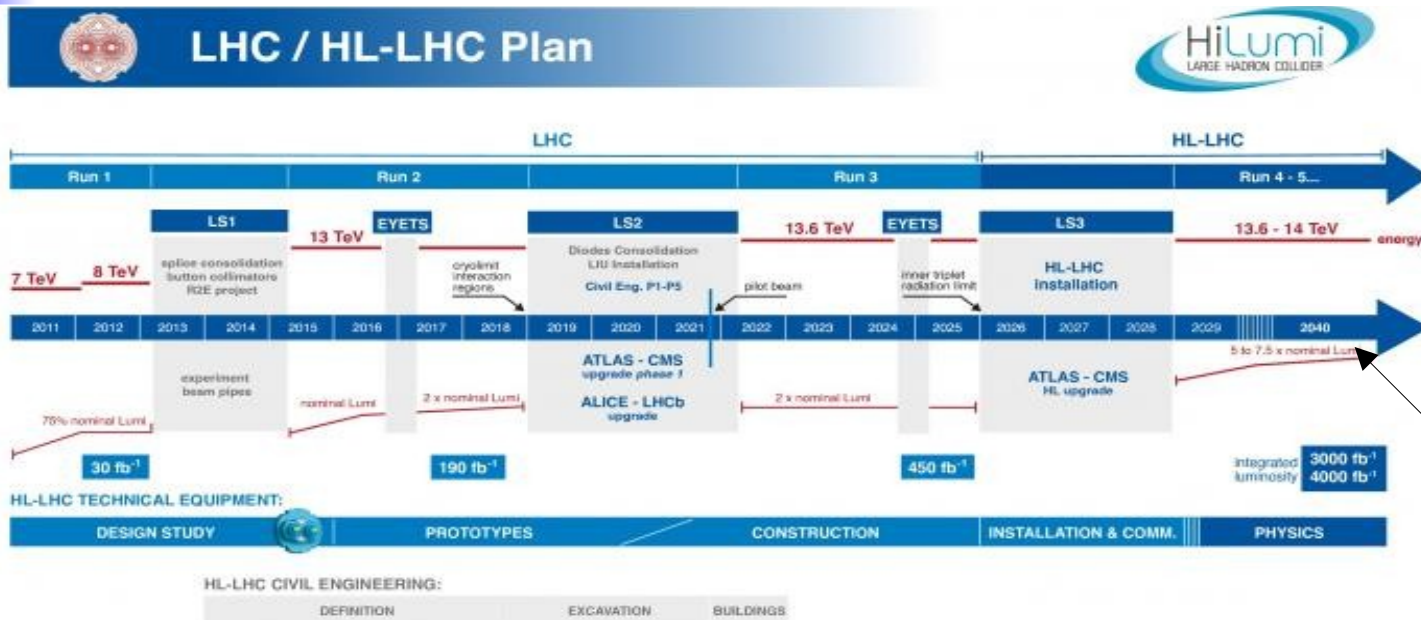 LHC / HL-LHC Plan
HiLumi
LARGE HADRON COLLIDER
LHC
HL-LHC
Run 1
Run 2
Run 3
Run 4 - 5...
LS1
EYETS
LS2
EYETS
LS3
7 TeV
8 TeV
13 TeV
13.6 TeV
13.6 - 14 TeV
energy
splice consolidation
button collimators
R2E project
cryolimit
interaction
regions
Diodes Consolidation
LIU Installation
Civil Eng. P1-P5
pilot beam
inner triplet
radiation limit
HL-LHC
installation
2011 2012 2013 2014 2015 2016 2017 2018 2019 2020 2021 2022 2023 2024 2025 2026 2027 2028 2029 2040
experiment
beam pipes
ATLAS - CMS
upgrade phase 1
ALICE - LHCb
upgrade
ATLAS - CMS
HL upgrade
75% nominal Lumi
nominal Lumi
2 x nominal Lumi
2 x nominal Lumi
5 to 7.5 x nominal Lumi
30 fb⁻¹
190 fb⁻¹
450 fb⁻¹
integrated
luminosity
3000 fb⁻¹
4000 fb⁻¹
HL-LHC TECHNICAL EQUIPMENT:
DESIGN STUDY
PROTOTYPES
CONSTRUCTION
INSTALLATION & COMM.
PHYSICS
HL-LHC CIVIL ENGINEERING:
DEFINITION
EXCAVATION
BUILDINGS